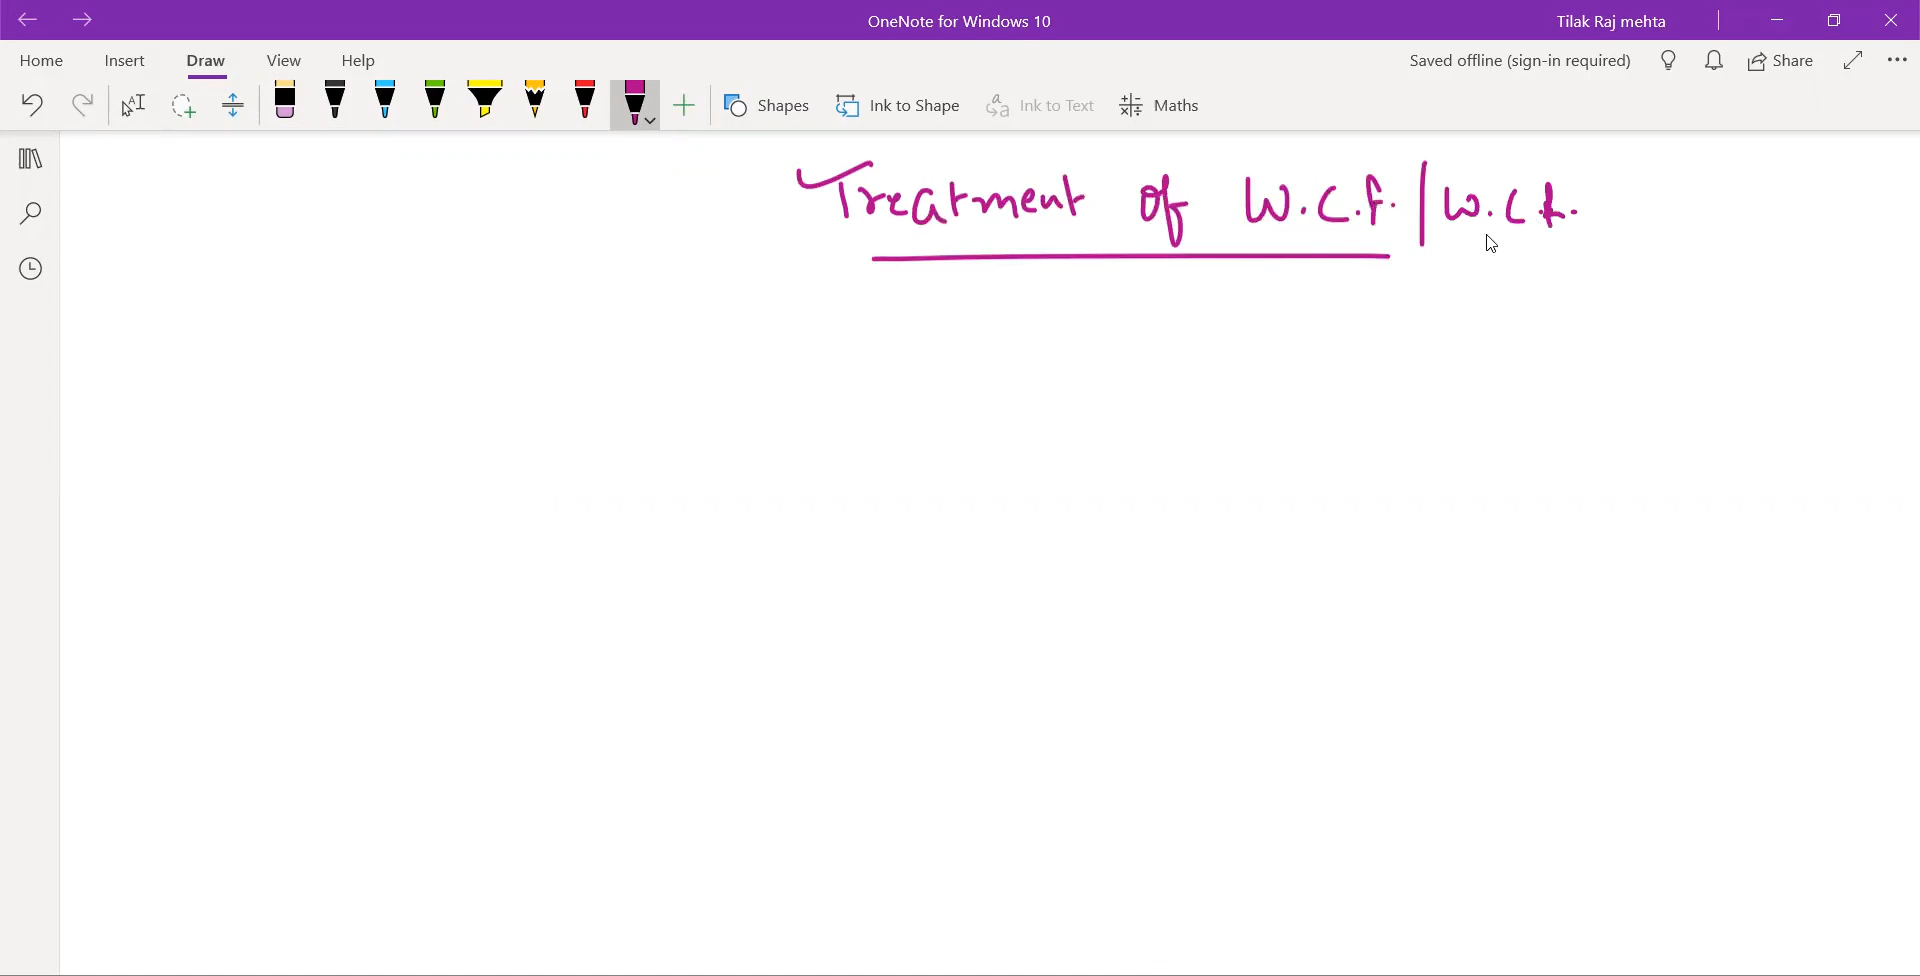 OneNote for Windows 10
Tilak Raj mehta
Home Insert Draw View Help
Saved offline (sign-in required) Share
Shapes Ink to Shape Ink to Text Maths
Treatment of W.C.F. | W.C.R.